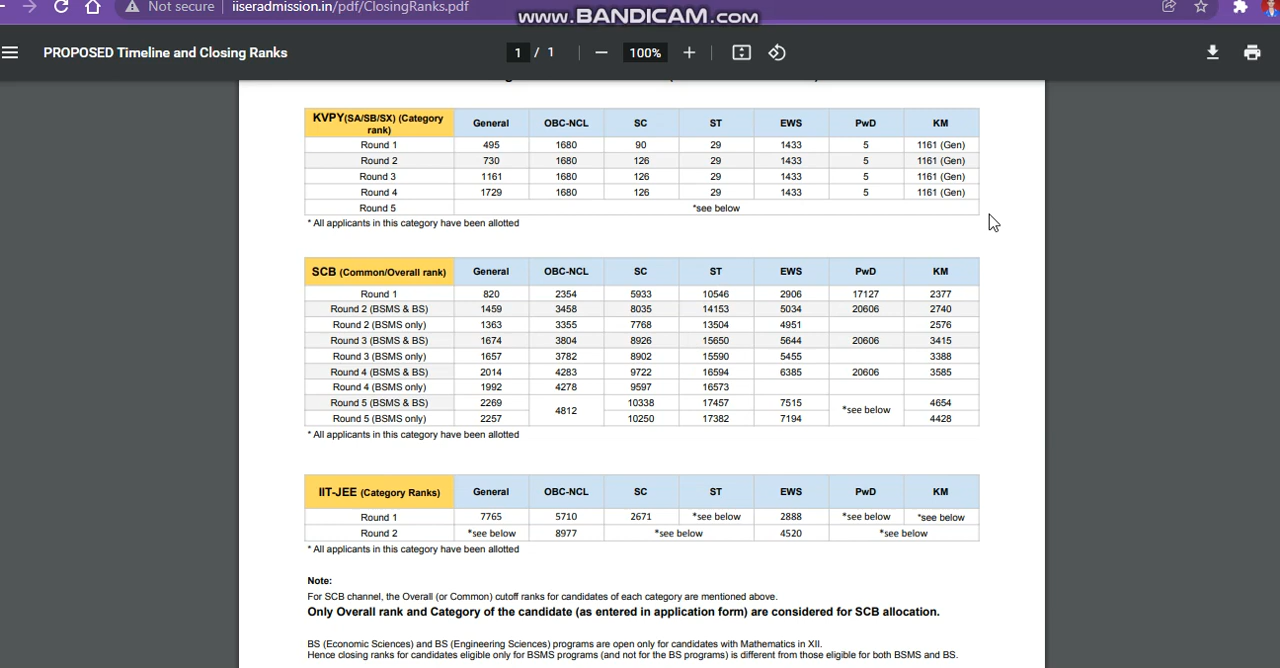 Not secure | iiseradmission.in/pdf/ClosingRanks.pdf
www.BANDICAM.com
PROPOSED Timeline and Closing Ranks 1 / 1 100%
KVPY(SA/SB/SX) (Category rank) General OBC-NCL SC ST EWS PwD KM
Round 1 495 1680 90 29 1433 5 1161 (Gen)
Round 2 730 1680 126 29 1433 5 1161 (Gen)
Round 3 1161 1680 126 29 1433 5 1161 (Gen)
Round 4 1729 1680 126 29 1433 5 1161 (Gen)
Round 5 *see below
* All applicants in this category have been allotted
SCB (Common/Overall rank) General OBC-NCL SC ST EWS PwD KM
Round 1 820 2354 5933 10546 2906 17127 2377
Round 2 (BSMS & BS) 1459 3458 8035 14153 5034 20606 2740
Round 2 (BSMS only) 1363 3355 7768 13504 4951 2576
Round 3 (BSMS & BS) 1674 3804 8926 15650 5644 20606 3415
Round 3 (BSMS only) 1657 3782 8902 15590 5455 3388
Round 4 (BSMS & BS) 2014 4283 9722 16594 6385 20606 3585
Round 4 (BSMS only) 1992 4278 9597 16573
Round 5 (BSMS & BS) 2269 4812 10338 17457 7515 *see below 4654
Round 5 (BSMS only) 2257 10250 17382 7194 4428
* All applicants in this category have been allotted
IIT-JEE (Category Ranks) General OBC-NCL SC ST EWS PwD KM
Round 1 7765 5710 2671 *see below 2888 *see below *see below
Round 2 *see below 8977 *see below 4520 *see below
* All applicants in this category have been allotted
Note:
For SCB channel, the Overall (or Common) cutoff ranks for candidates of each category are mentioned above.
Only Overall rank and Category of the candidate (as entered in application form) are considered for SCB allocation.
BS (Economic Sciences) and BS (Engineering Sciences) programs are open only for candidates with Mathematics in XII.
Hence closing ranks for candidates eligible only for BSMS programs (and not for the BS programs) is different from those eligible for both BSMS and BS.